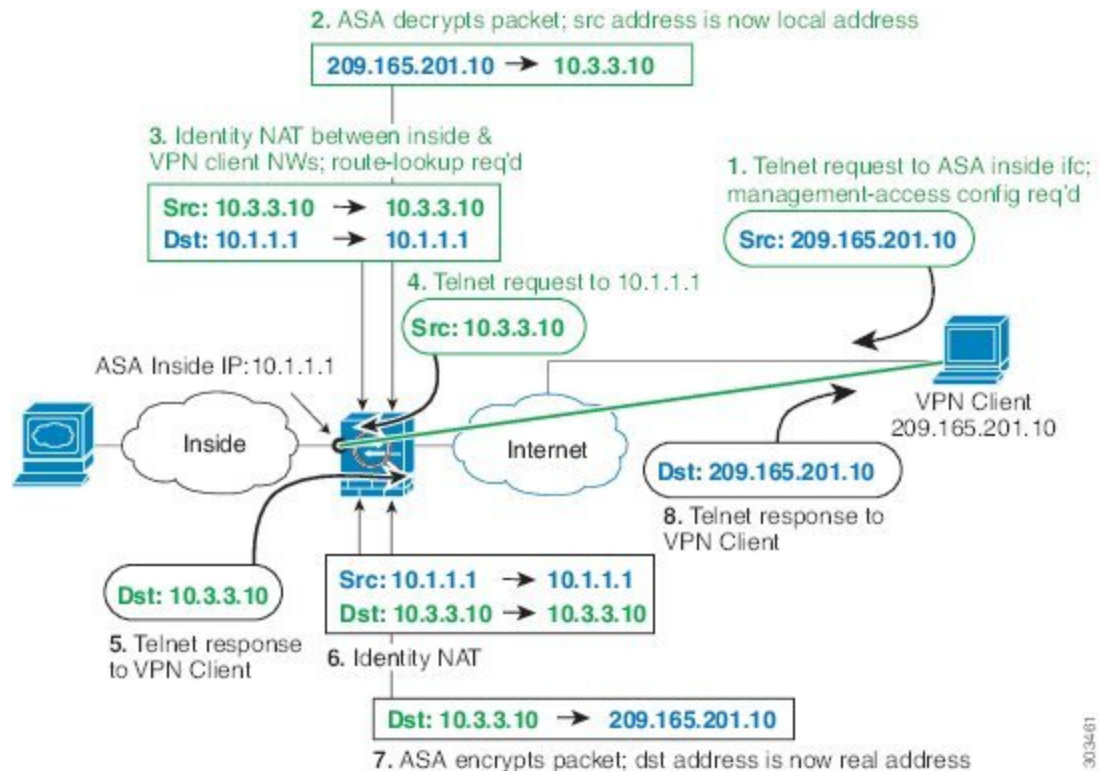 2. ASA decrypts packet; src address is now local address
209.165.201.10 → 10.3.3.10
3. Identity NAT between inside &
VPN client NWs; route-lookup req'd
Src: 10.3.3.10 → 10.3.3.10
Dst: 10.1.1.1 → 10.1.1.1
1. Telnet request to ASA inside ifc;
management-access config req'd
Src: 209.165.201.10
4. Telnet request to 10.1.1.1
Src: 10.3.3.10
ASA Inside IP:10.1.1.1
Inside
Internet
VPN Client
209.165.201.10
Dst: 209.165.201.10
8. Telnet response to
VPN Client
Dst: 10.3.3.10
5. Telnet response
to VPN Client
Src: 10.1.1.1 → 10.1.1.1
Dst: 10.3.3.10 → 10.3.3.10
6. Identity NAT
Dst: 10.3.3.10 → 209.165.201.10
7. ASA encrypts packet; dst address is now real address
303461